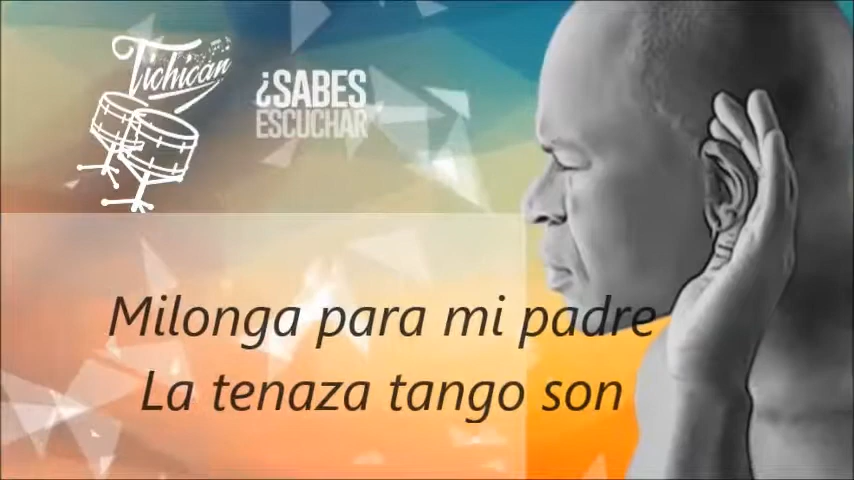 Tichicán
¿SABES
ESCUCHAR
Milonga para mi padre
La tenaza tango son